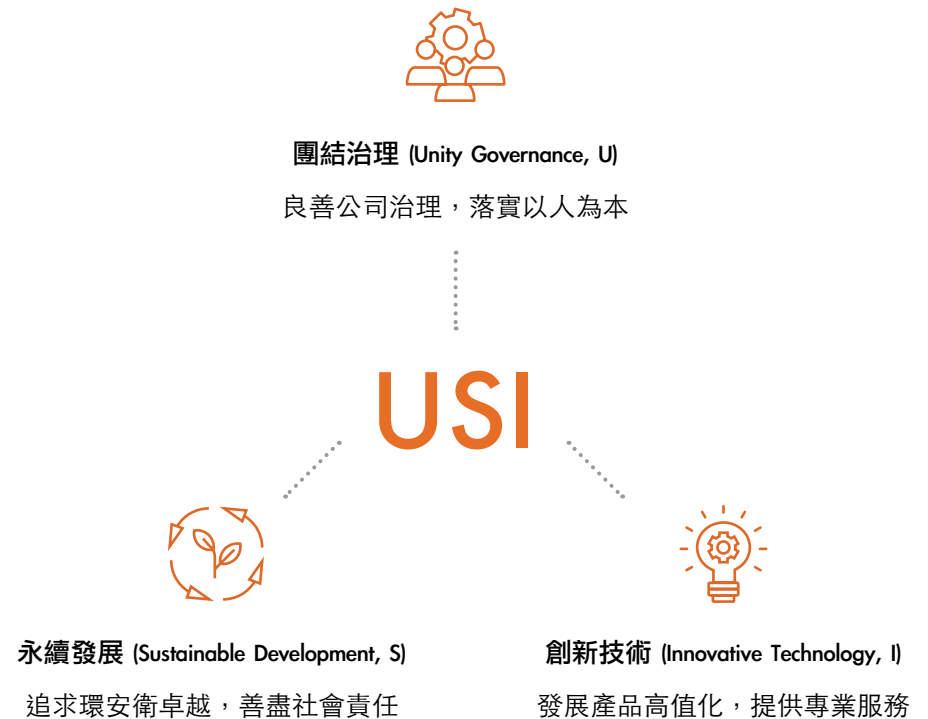 團結治理 (Unity Governance, U)
良善公司治理，落實以人為本
USI
永續發展 (Sustainable Development, S)
追求環安衛卓越，善盡社會責任
創新技術 (Innovative Technology, I)
發展產品高值化，提供專業服務